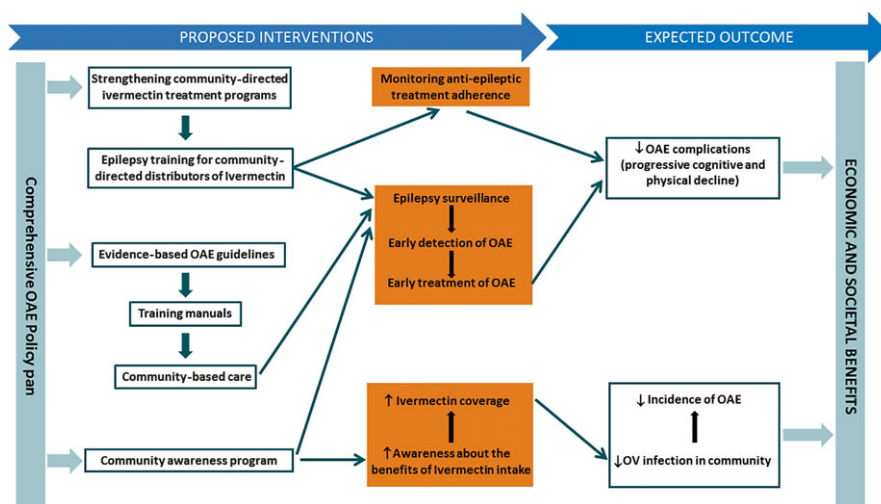 PROPOSED INTERVENTIONS
EXPECTED OUTCOME
Comprehensive OAE Policy pan
Strengthening community-directed
ivermectin treatment programs
Epilepsy training for community-
directed distributors of Ivermectin
Evidence-based OAE guidelines
Training manuals
Community-based care
Community awareness program
Monitoring anti-epileptic
treatment adherence
Epilepsy surveillance
Early detection of OAE
Early treatment of OAE
↑ Ivermectin coverage
↑ Awareness about the
benefits of Ivermectin intake
↓ OAE complications
(progressive cognitive and
physical decline)
↓ Incidence of OAE
↓OV infection in community
ECONOMIC AND SOCIETAL BENEFITS